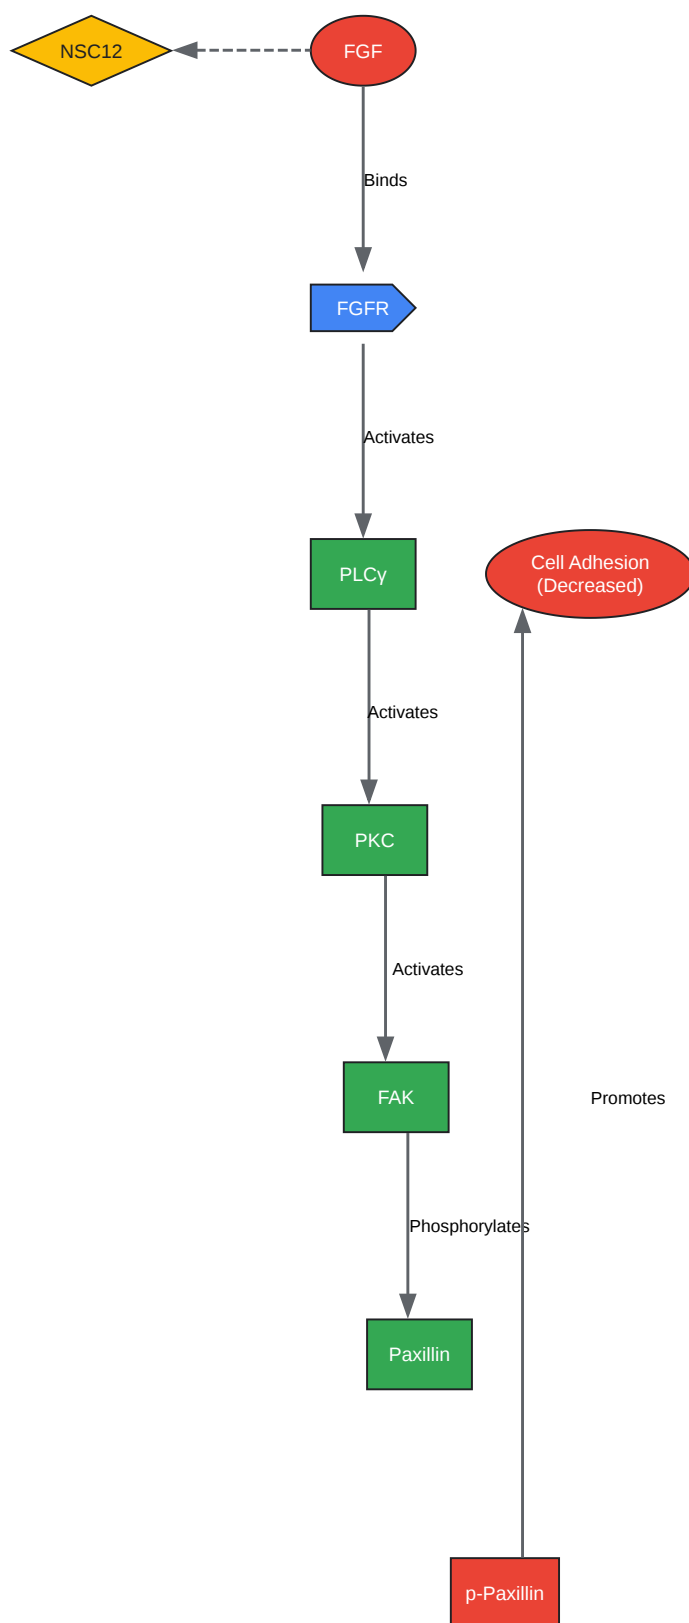 NSC12
FGF
Binds
FGFR
Activates
PLCγ
Cell Adhesion
(Decreased)
Activates
PKC
Activates
FAK
Promotes
Phosphorylates
Paxillin
p-Paxillin